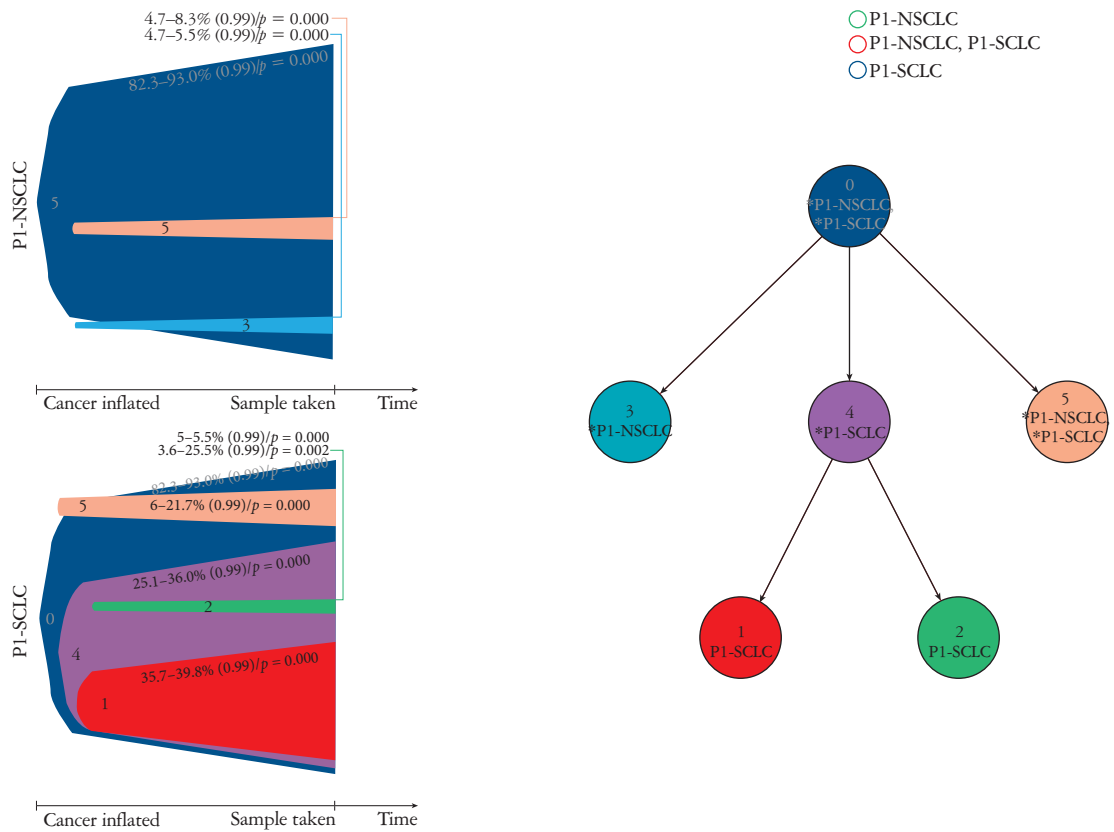 4.7–8.3% (0.99)/p = 0.000
4.7–5.5% (0.99)/p = 0.000
82.3–93.0% (0.99)/p = 0.000
P1-NSCLC
5
5
3
Cancer inflated
Sample taken
Time
5–5.5% (0.99)/p = 0.000
3.6–25.5% (0.99)/p = 0.002
82.3–93.0% (0.99)/p = 0.000
5
6–21.7% (0.99)/p = 0.000
25.1–36.0% (0.99)/p = 0.000
2
P1-SCLC
0
4
35.7–39.8% (0.99)/p = 0.000
1
Cancer inflated
Sample taken
Time
P1-NSCLC
P1-NSCLC, P1-SCLC
P1-SCLC
0
*P1-NSCLC,
*P1-SCLC
3
*P1-NSCLC
4
*P1-SCLC
5
*P1-NSCLC,
*P1-SCLC
1
P1-SCLC
2
P1-SCLC